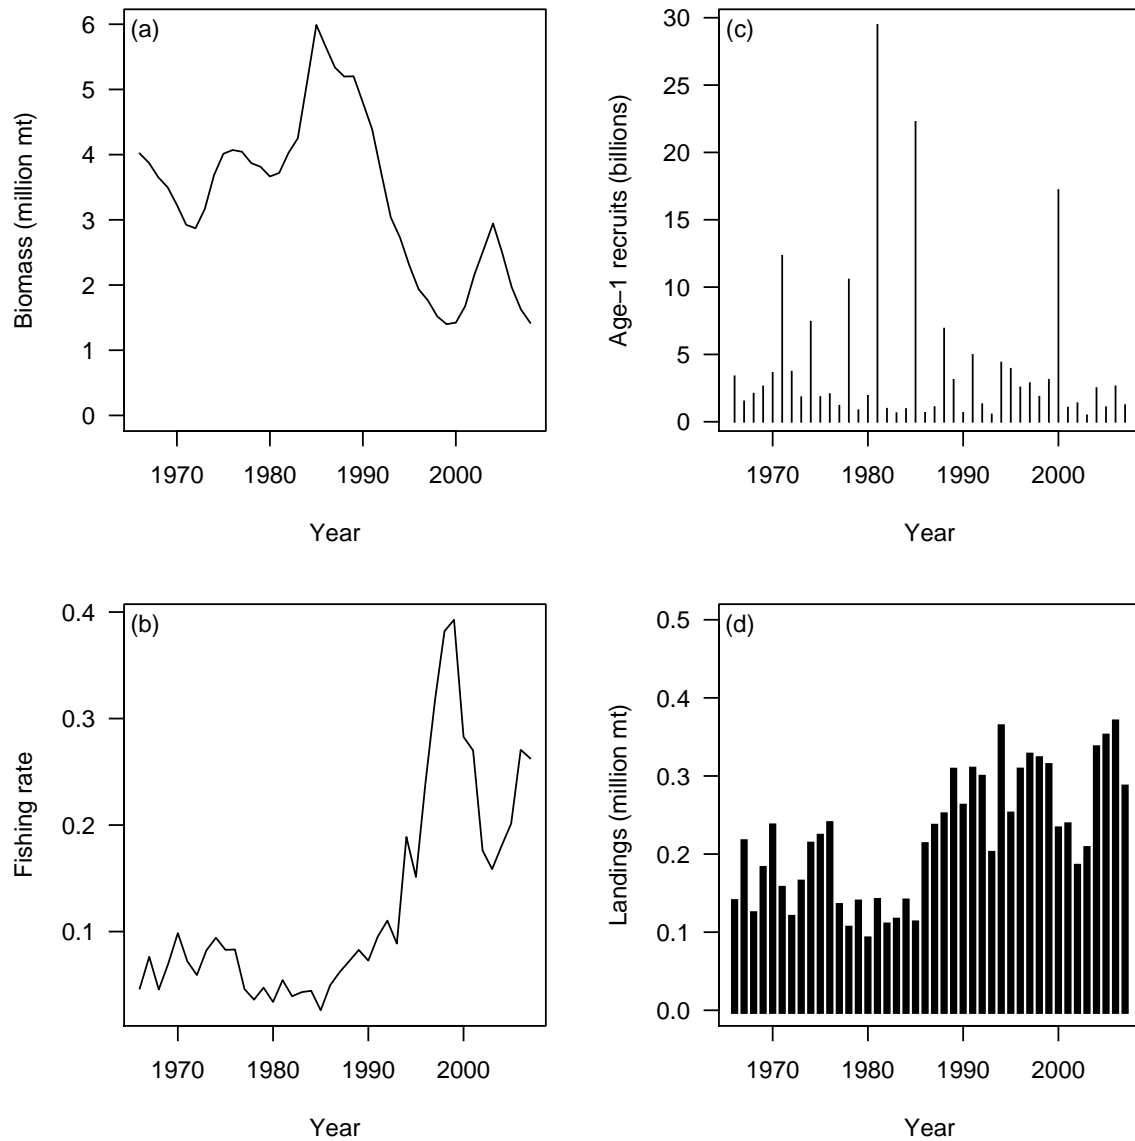 (a)
Biomass (million mt)
6
5
4
3
2
1
0
1970 1980 1990 2000
Year
(c)
Age−1 recruits (billions)
30
25
20
15
10
5
0
1970 1980 1990 2000
Year
(b)
Fishing rate
0.4
0.3
0.2
0.1
1970 1980 1990 2000
Year
(d)
Landings (million mt)
0.5
0.4
0.3
0.2
0.1
0.0
1970 1980 1990 2000
Year